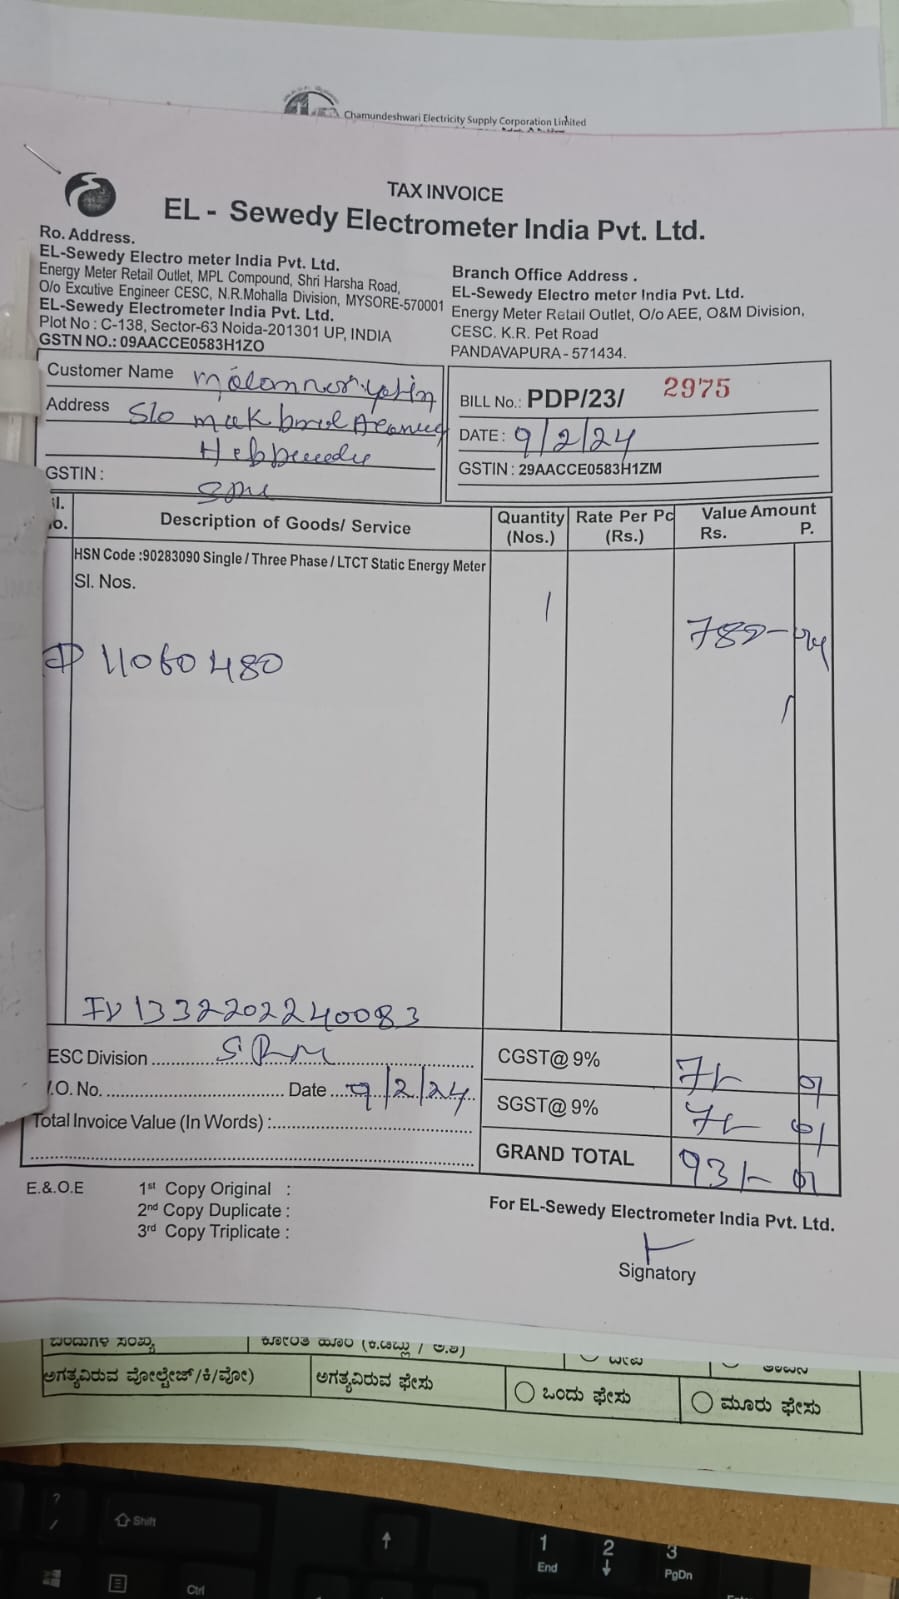 Chamundeshwari Electricity Supply Corporation Limited
TAX INVOICE
EL - Sewedy Electrometer India Pvt. Ltd.
Ro. Address.
EL-Sewedy Electro meter India Pvt. Ltd.
Energy Meter Retail Outlet, MPL Compound, Shri Harsha Road,
O/o Excutive Engineer CESC, N.R.Mohalla Division, MYSORE-570001
EL-Sewedy Electrometer India Pvt. Ltd.
Plot No : C-138, Sector-63 Noida-201301 UP, INDIA
GSTN NO.: 09AACCE0583H1ZO
Branch Office Address .
EL-Sewedy Electro meter India Pvt. Ltd.
Energy Meter Retail Outlet, O/o AEE, O&M Division,
CESC. K.R. Pet Road
PANDAVAPURA - 571434.
Customer Name
Address S/o
GSTIN :
BILL No.: PDP/23/ 2975
DATE : 9/2/24
GSTIN : 29AACCE0583H1ZM
Description of Goods/ Service
Quantity (Nos.)
Rate Per Pc (Rs.)
Value Amount
Rs. P.
HSN Code :90283090 Single / Three Phase / LTCT Static Energy Meter
Sl. Nos.
1
11060480
1332202240083
ESC Division
.O. No. Date 9/2/24
Total Invoice Value (In Words) :
CGST@ 9%
SGST@ 9%
GRAND TOTAL 931
E.&.O.E
1st Copy Original :
2nd Copy Duplicate :
3rd Copy Triplicate :
For EL-Sewedy Electrometer India Pvt. Ltd.
Signatory
ಅಗತ್ಯವಿರುವ ವೋಲ್ಟೇಜ್/ಕಿ/ವೋ)
ಅಗತ್ಯವಿರುವ ಫೇಸು
ಒಂದು ಫೇಸು
ಮೂರು ಫೇಸು
? /
Shift
Ctrl
1 End
2
3 PgDn